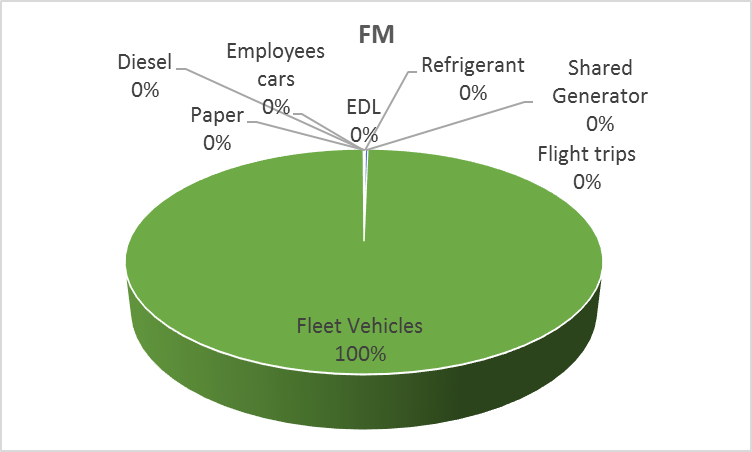 FM
Diesel
0%
Employees
cars
0%
EDL
0%
Refrigerant
0%
Shared
Generator
0%
Paper
0%
Flight trips
0%
Fleet Vehicles
100%